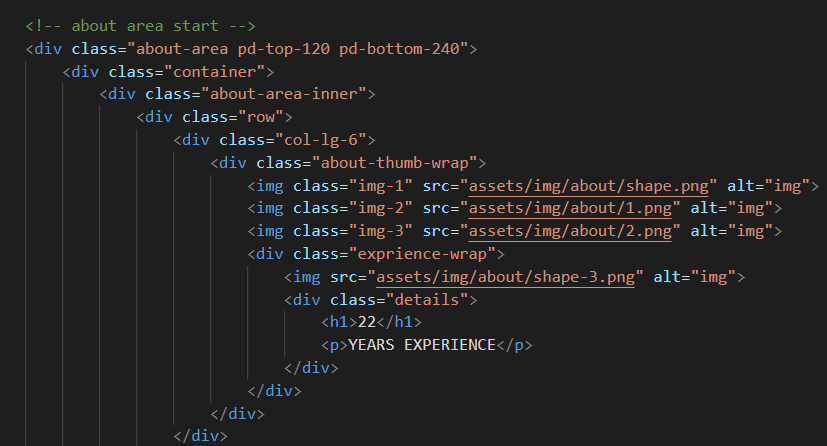 <!-- about area start -->
<div class="about-area pd-top-120 pd-bottom-240">
<div class="container">
<div class="about-area-inner">
<div class="row">
<div class="col-lg-6">
<div class="about-thumb-wrap">
<img class="img-1" src="assets/img/about/shape.png" alt="img">
<img class="img-2" src="assets/img/about/1.png" alt="img">
<img class="img-3" src="assets/img/about/2.png" alt="img">
<div class="exprience-wrap">
<img src="assets/img/about/shape-3.png" alt="img">
<div class="details">
<h1>22</h1>
<p>YEARS EXPERIENCE</p>
</div>
</div>
</div>
</div>